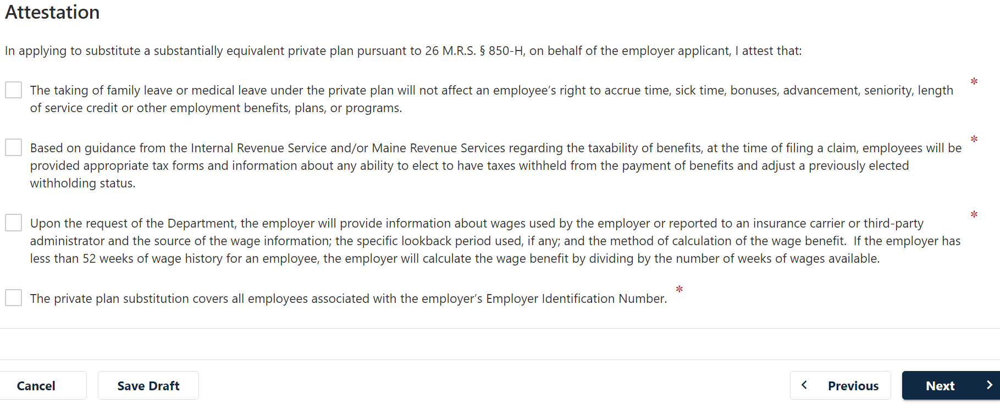 Attestation
In applying to substitute a substantially equivalent private plan pursuant to 26 M.R.S. § 850-H, on behalf of the employer applicant, I attest that:
The taking of family leave or medical leave under the private plan will not affect an employee’s right to accrue time, sick time, bonuses, advancement, seniority, length *
of service credit or other employment benefits, plans, or programs.
Based on guidance from the Internal Revenue Service and/or Maine Revenue Services regarding the taxability of benefits, at the time of filing a claim, employees will be *
provided appropriate tax forms and information about any ability to elect to have taxes withheld from the payment of benefits and adjust a previously elected
withholding status.
Upon the request of the Department, the employer will provide information about wages used by the employer or reported to an insurance carrier or third-party *
administrator and the source of the wage information; the specific lookback period used, if any; and the method of calculation of the wage benefit.  If the employer has
less than 52 weeks of wage history for an employee, the employer will calculate the wage benefit by dividing by the number of weeks of wages available.
The private plan substitution covers all employees associated with the employer’s Employer Identification Number. *
Cancel Save Draft Previous Next